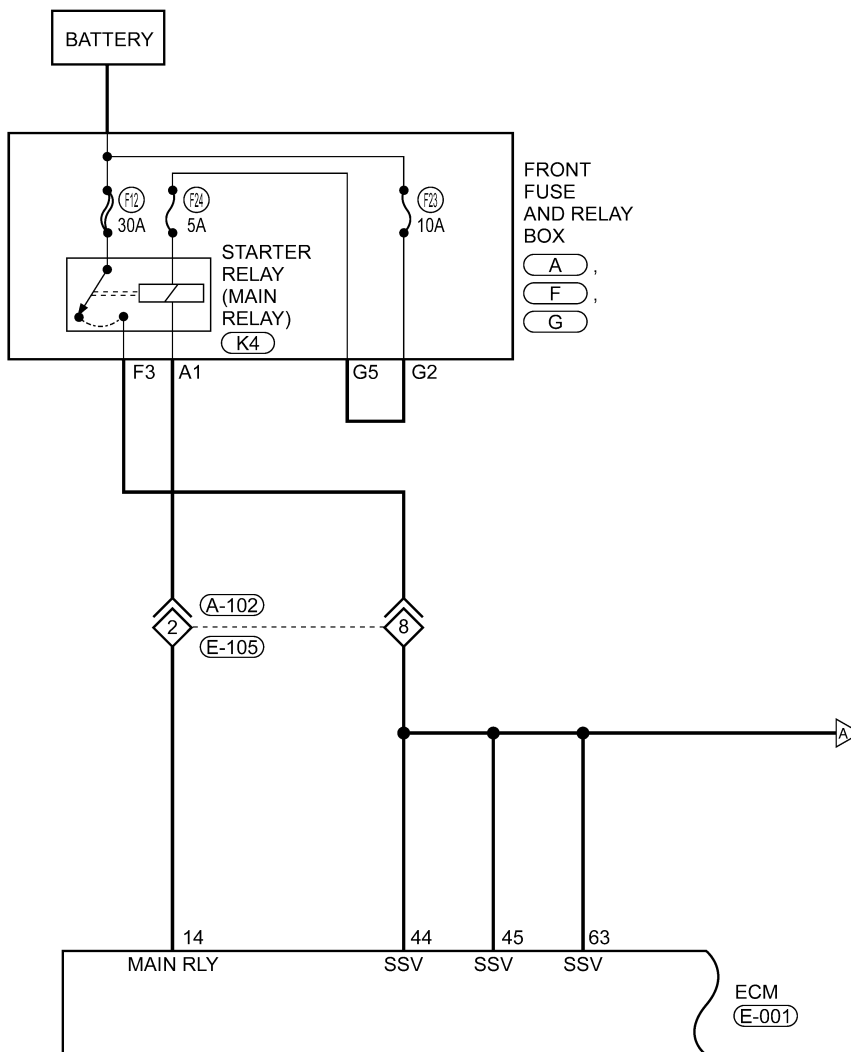 BATTERY
FRONT
FUSE
AND RELAY
BOX
A ,
F ,
G
F12
30A
F24
5A
F23
10A
STARTER
RELAY
(MAIN
RELAY)
K4
F3
A1
G5
G2
A-102
2
8
E-105
A
14
44
45
63
MAIN RLY
SSV
SSV
SSV
ECM
E-001